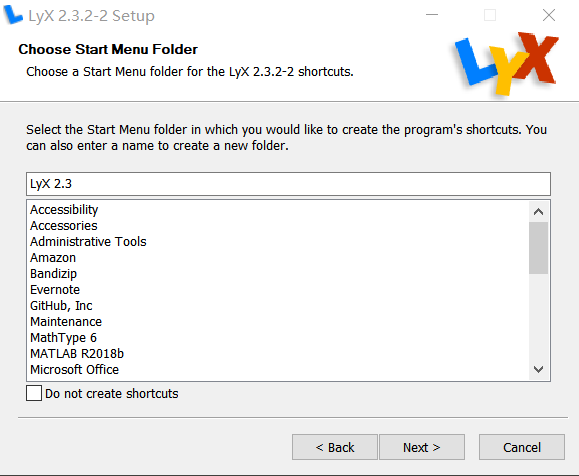 LyX 2.3.2-2 Setup
Choose Start Menu Folder
Choose a Start Menu folder for the LyX 2.3.2-2 shortcuts.
LYX
Select the Start Menu folder in which you would like to create the program's shortcuts. You
can also enter a name to create a new folder.
LyX 2.3
Accessibility
Accessories
Administrative Tools
Amazon
Bandizip
Evernote
GitHub, Inc
Maintenance
MathType 6
MATLAB R2018b
Microsoft Office
Do not create shortcuts
< Back
Next >
Cancel